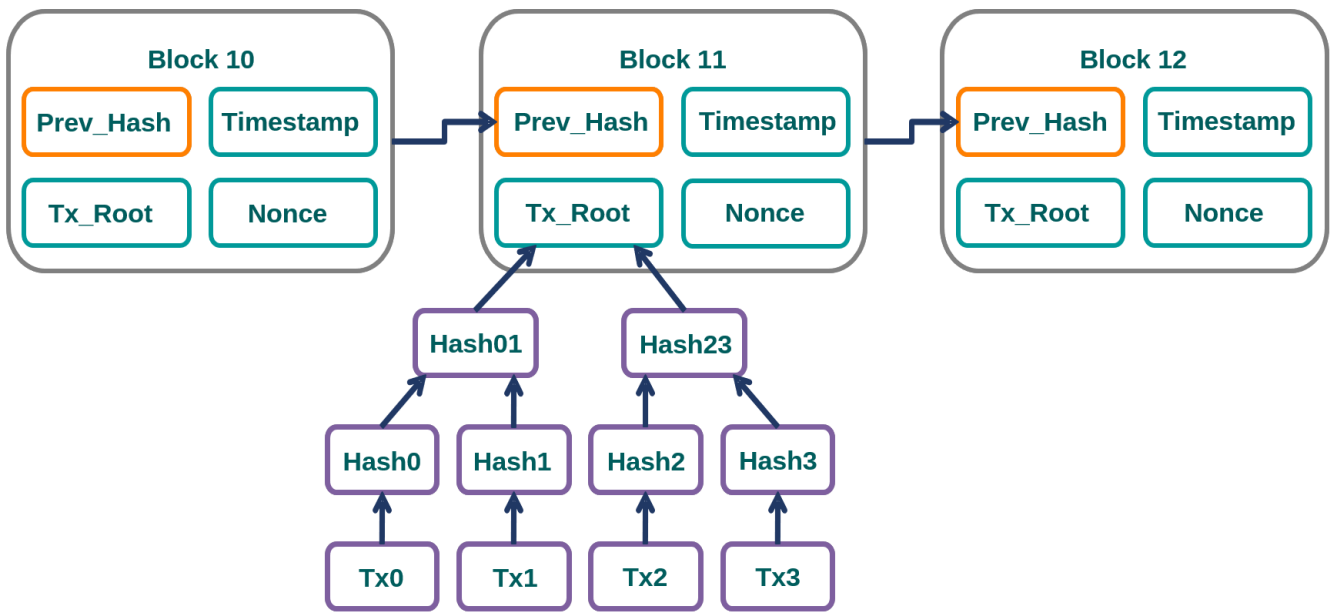 Block 10
Block 11
Block 12
Prev_Hash
Timestamp
Prev_Hash
Timestamp
Prev_Hash
Timestamp
Tx_Root
Nonce
Tx_Root
Nonce
Tx_Root
Nonce
Hash01
Hash23
Hash0
Hash1
Hash2
Hash3
Tx0
Tx1
Tx2
Tx3